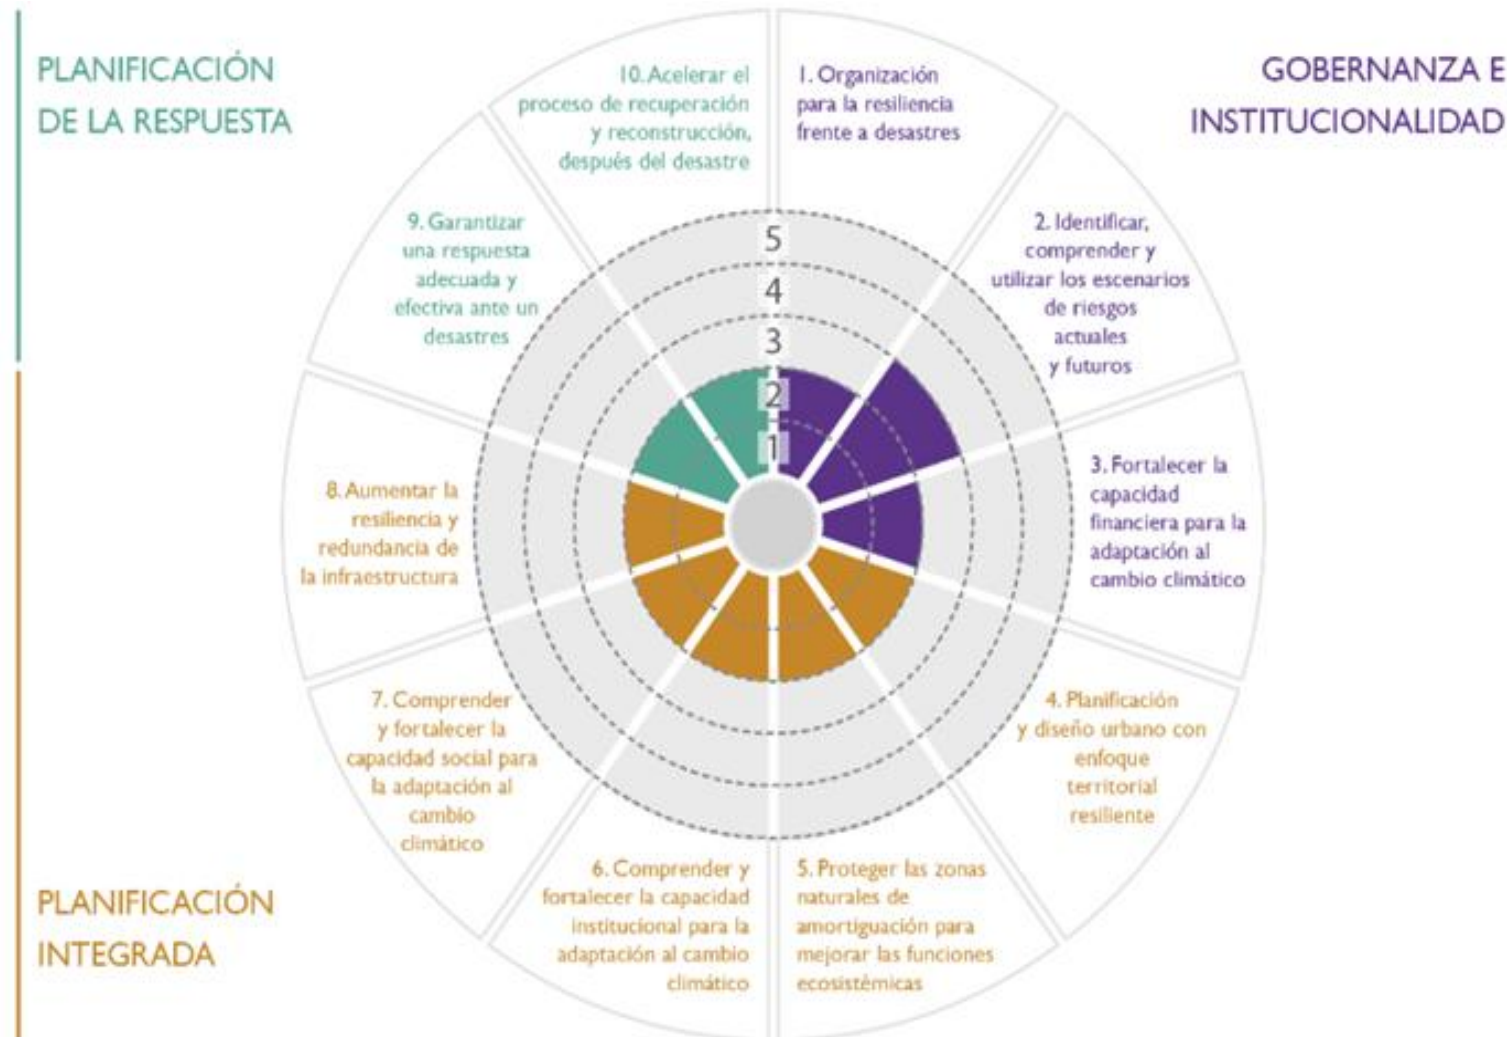 PLANIFICACIÓN
DE LA RESPUESTA
GOBERNANZA E
INSTITUCIONALIDAD
10. Acelerar el
proceso de recuperación
y reconstrucción,
después del desastre
1. Organización
para la resiliencia
frente a desastres
9. Garantizar
una respuesta
adecuada y
efectiva ante un
desastres
2. Identificar,
comprender y
utilizar los escenarios
de riesgos
actuales
y futuros
5
4
3
2
1
8. Aumentar la
resiliencia y
redundancia de
la infraestructura
3. Fortalecer la
capacidad
financiera para la
adaptación al
cambio climático
7. Comprender
y fortalecer la
capacidad social para
la adaptación al
cambio
climático
4. Planificación
y diseño urbano con
enfoque
territorial
resiliente
6. Comprender y
fortalecer la capacidad
institucional para la
adaptación al cambio
climático
5. Proteger las zonas
naturales de
amortiguación para
mejorar las funciones
ecosistémicas
PLANIFICACIÓN
INTEGRADA